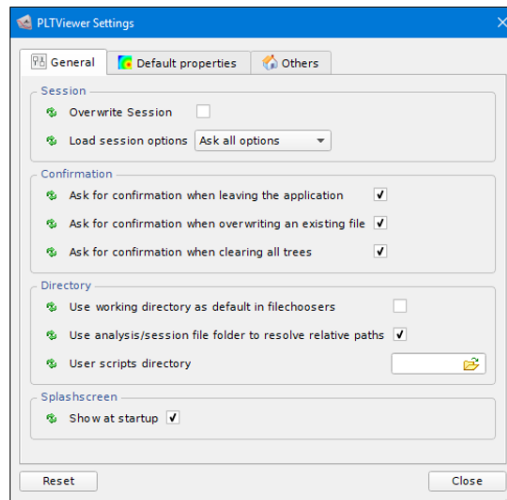 PLTViewer Settings
General
Default properties
Others
Session
Overwrite Session
Load session options Ask all options
Confirmation
Ask for confirmation when leaving the application
Ask for confirmation when overwriting an existing file
Ask for confirmation when clearing all trees
Directory
Use working directory as default in filechoosers
Use analysis/session file folder to resolve relative paths
User scripts directory
Splashscreen
Show at startup
Reset
Close